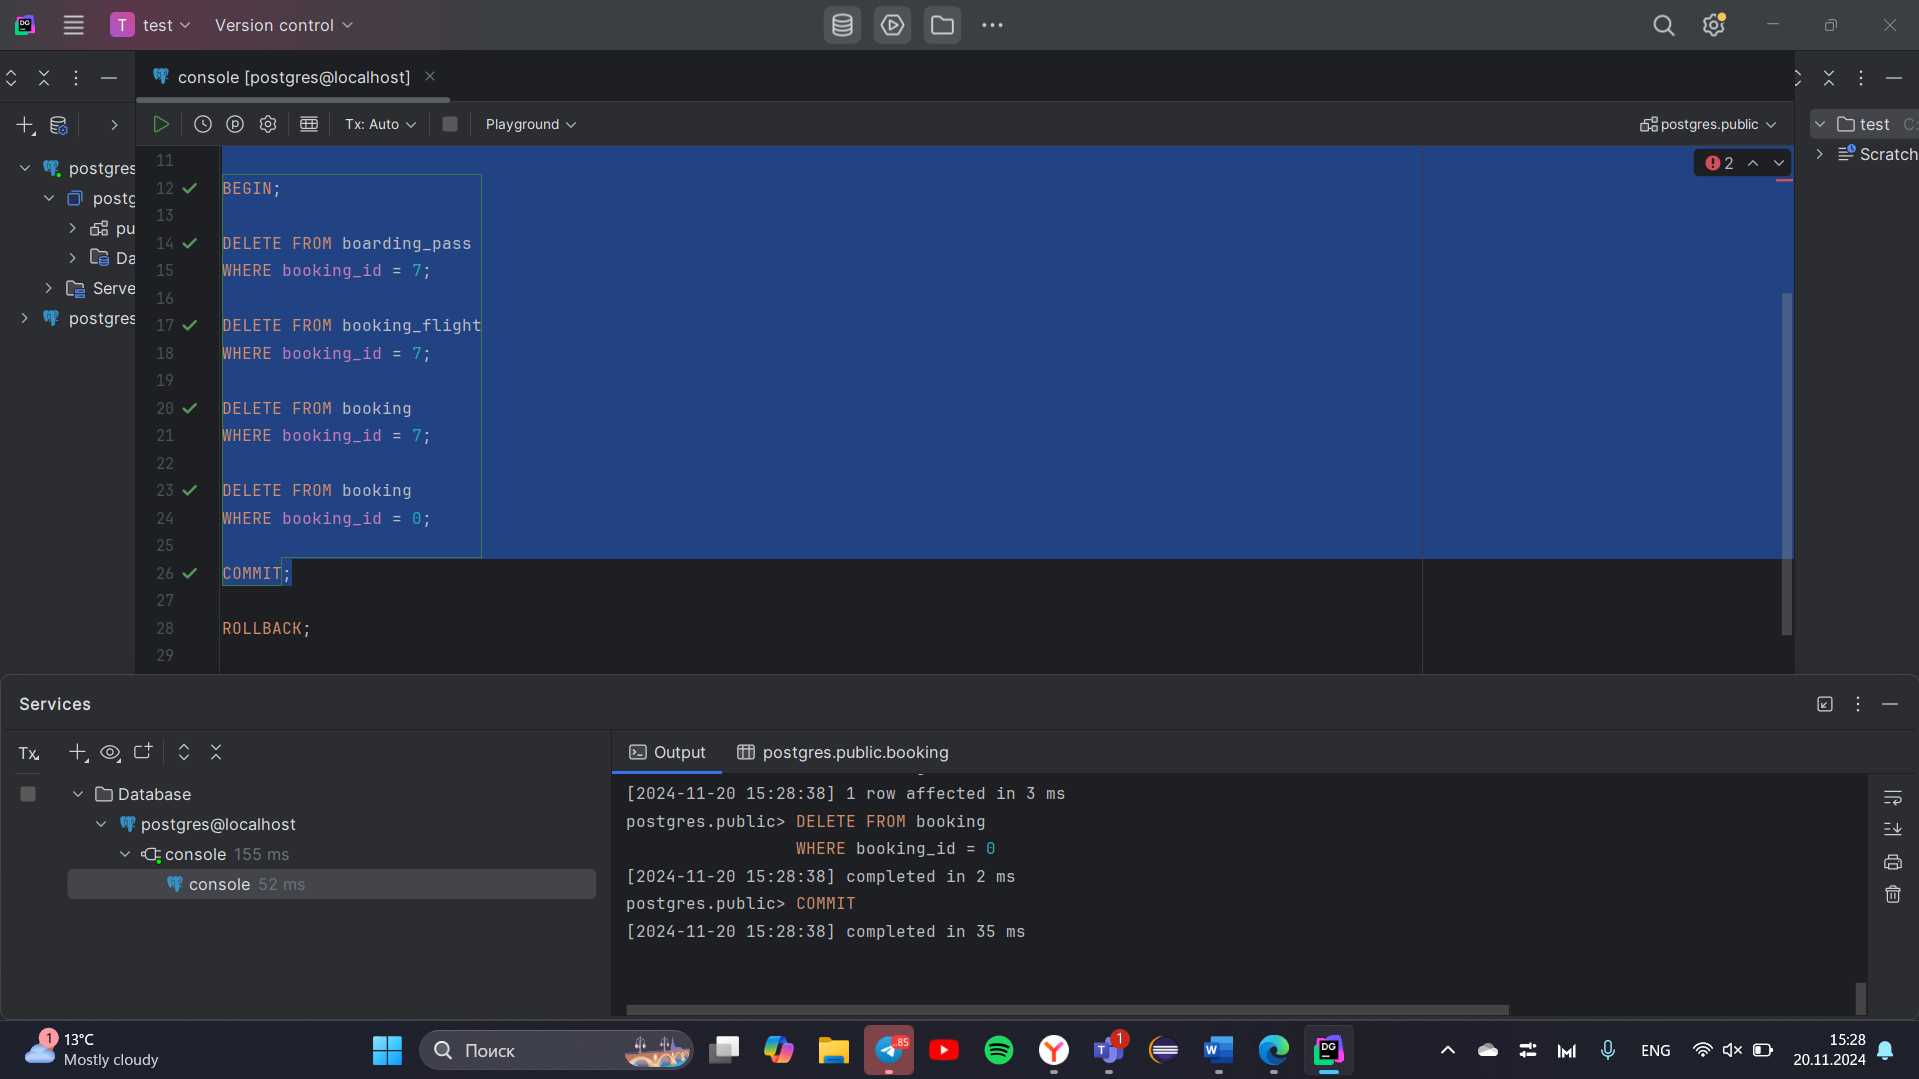 T test Version control
console [postgres@localhost]
Tx: Auto Playground postgres.public
test C:
Scratch
postgres
postg
pu
Da
Serve
postgres
2
11
12 BEGIN;
13
14 DELETE FROM boarding_pass
15 WHERE booking_id = 7;
16
17 DELETE FROM booking_flight
18 WHERE booking_id = 7;
19
20 DELETE FROM booking
21 WHERE booking_id = 7;
22
23 DELETE FROM booking
24 WHERE booking_id = 0;
25
26 COMMIT;
27
28 ROLLBACK;
29
Services
Tx
Database
postgres@localhost
console 155 ms
console 52 ms
Output postgres.public.booking
[2024-11-20 15:28:38] 1 row affected in 3 ms
postgres.public> DELETE FROM booking
WHERE booking_id = 0
[2024-11-20 15:28:38] completed in 2 ms
postgres.public> COMMIT
[2024-11-20 15:28:38] completed in 35 ms
1
13°C
Mostly cloudy
Поиск
.85
1
ENG
15:28
20.11.2024